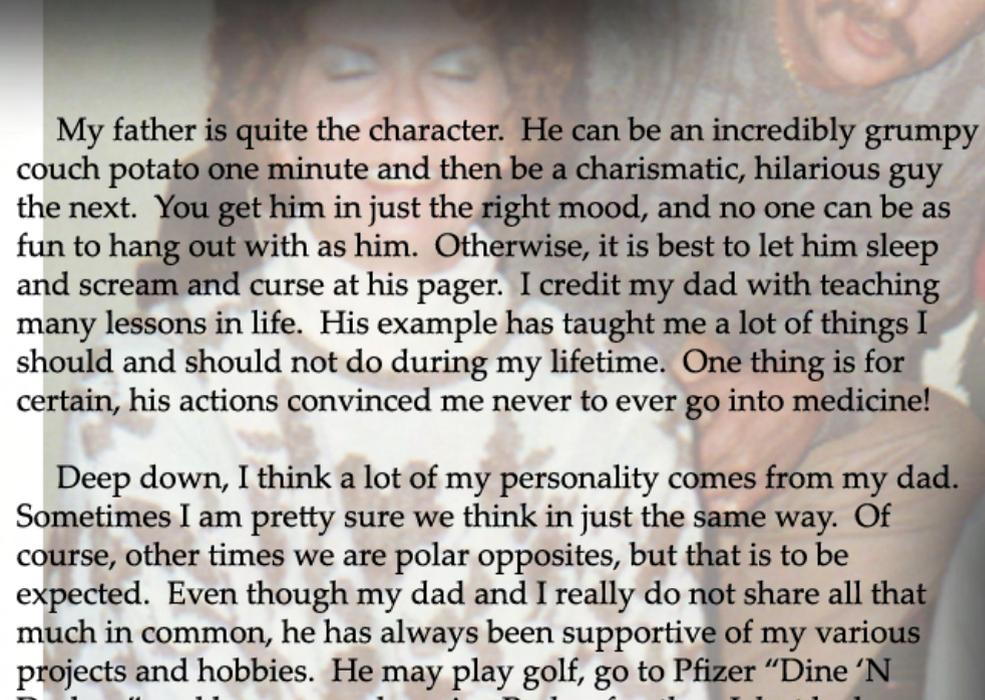 My father is quite the character.  He can be an incredibly grumpy
couch potato one minute and then be a charismatic, hilarious guy
the next.  You get him in just the right mood, and no one can be as
fun to hang out with as him.  Otherwise, it is best to let him sleep
and scream and curse at his pager.  I credit my dad with teaching
many lessons in life.  His example has taught me a lot of things I
should and should not do during my lifetime.  One thing is for
certain, his actions convinced me never to ever go into medicine!
Deep down, I think a lot of my personality comes from my dad.
Sometimes I am pretty sure we think in just the same way.  Of
course, other times we are polar opposites, but that is to be
expected.  Even though my dad and I really do not share all that
much in common, he has always been supportive of my various
projects and hobbies.  He may play golf, go to Pfizer “Dine ‘N